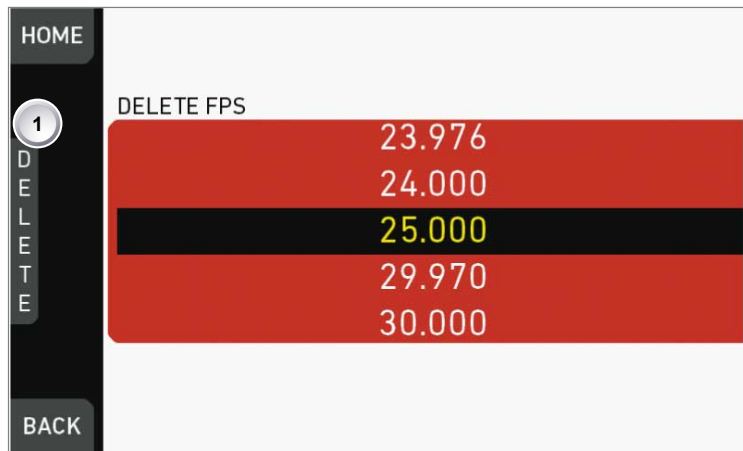 HOME
DELETE FPS
1
DELETE
23.976
24.000
25.000
29.970
30.000
BACK